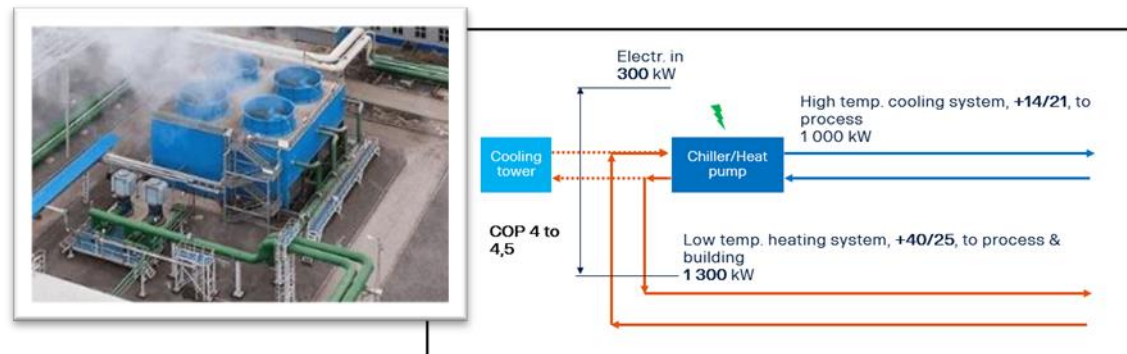 Electr. in
300 kW
High temp. cooling system, +14/21, to
process
1 000 kW
Cooling
tower
Chiller/Heat
pump
COP 4 to
4,5
Low temp. heating system, +40/25, to process &
building
1 300 kW